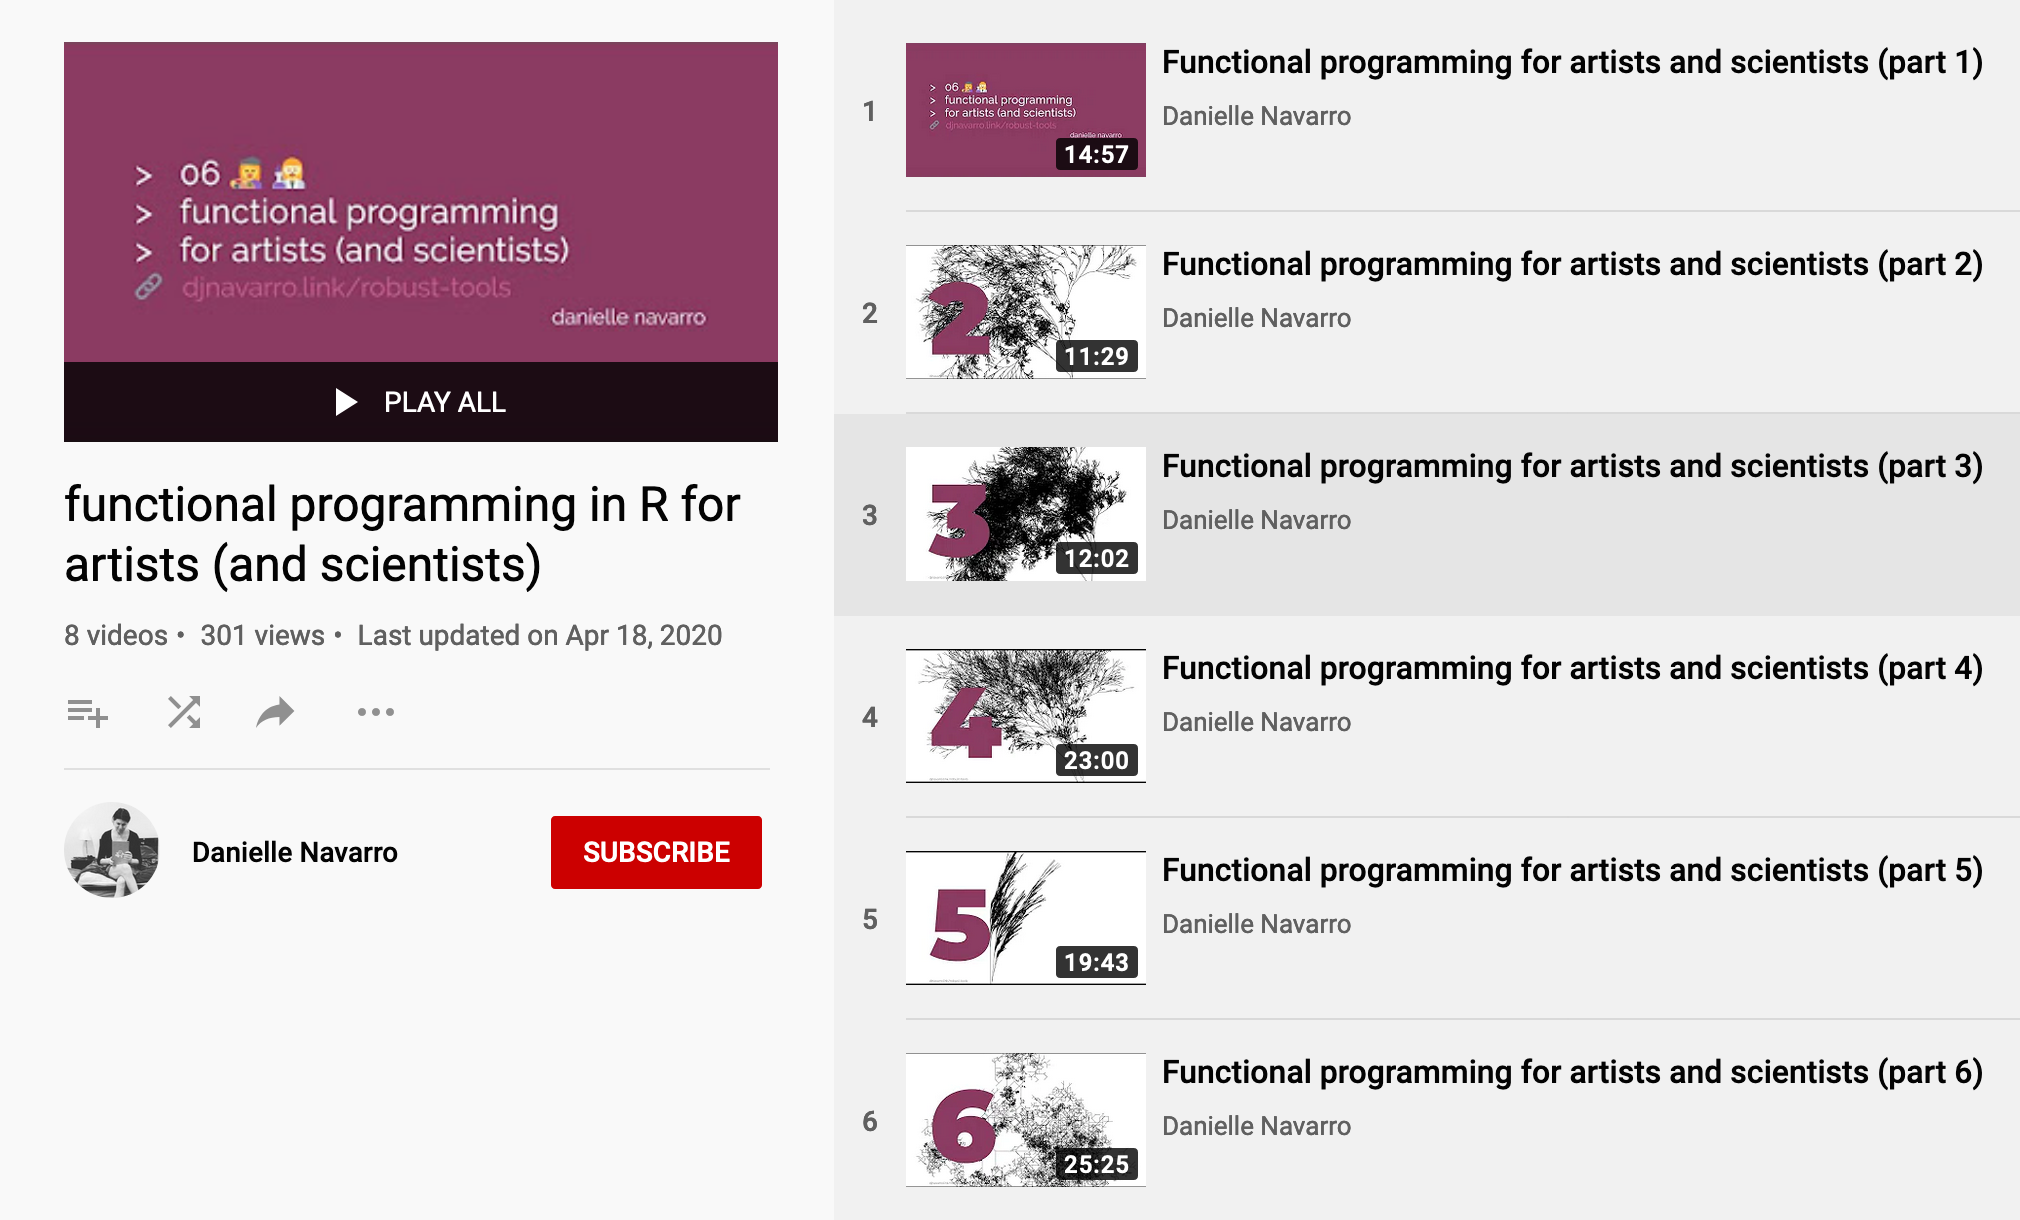 > o6
> functional programming
> for artists (and scientists)
djnavarro.link/robust-tools
danielle navarro
PLAY ALL
functional programming in R for
artists (and scientists)
8 videos • 301 views • Last updated on Apr 18, 2020
Danielle Navarro
SUBSCRIBE
1
> o6
> functional programming
> for artists (and scientists)
djnavarro.link/robust-tools
danielle navarro
14:57
Functional programming for artists and scientists (part 1)
Danielle Navarro
2
2
11:29
Functional programming for artists and scientists (part 2)
Danielle Navarro
3
3
12:02
Functional programming for artists and scientists (part 3)
Danielle Navarro
4
4
23:00
Functional programming for artists and scientists (part 4)
Danielle Navarro
5
5
19:43
Functional programming for artists and scientists (part 5)
Danielle Navarro
6
6
25:25
Functional programming for artists and scientists (part 6)
Danielle Navarro